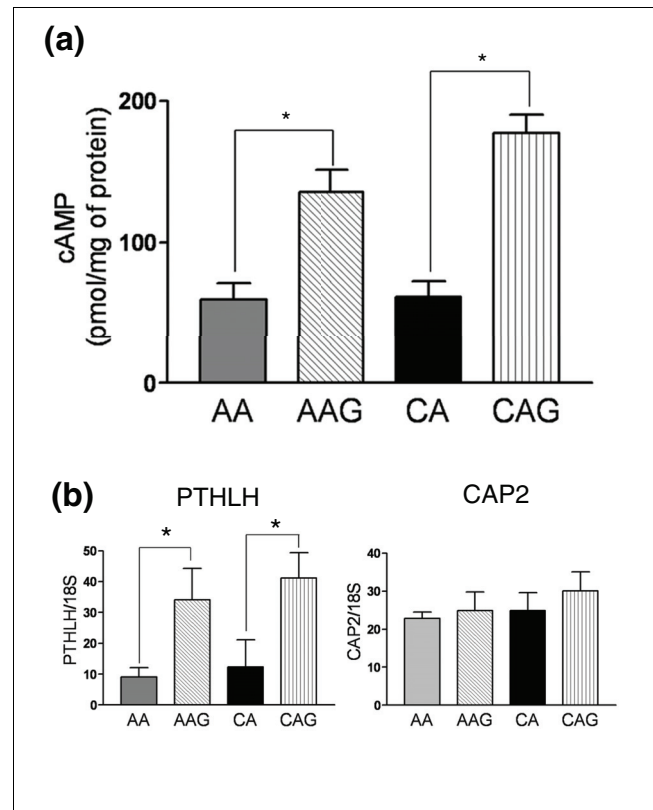 (a)
*
*
200
100
0
cAMP
(pmol/mg of protein)
AA AAG CA CAG
(b)
PTHLH
CAP2
*
*
50
40
30
20
10
0
PTHLH/18S
AA AAG CA CAG
40
30
20
10
0
CAP2/18S
AA AAG CA CAG